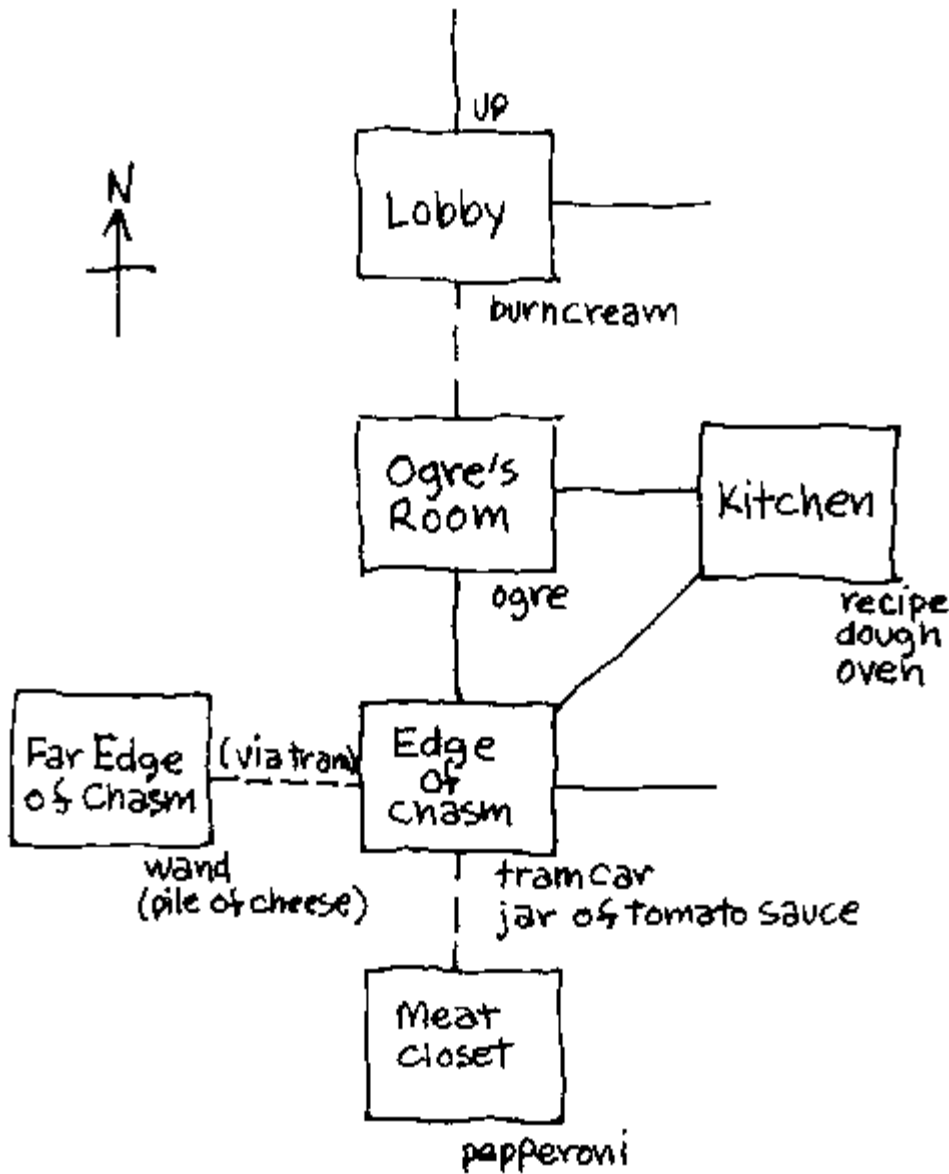 UP
N
Lobby
burncream
Ogre's
Room
ogre
Kitchen
recipe
dough
oven
Far Edge
of Chasm
(via tram)
Edge
of
Chasm
wand
(pile of cheese)
tram car
jar of tomato sauce
Meat
Closet
papperoni